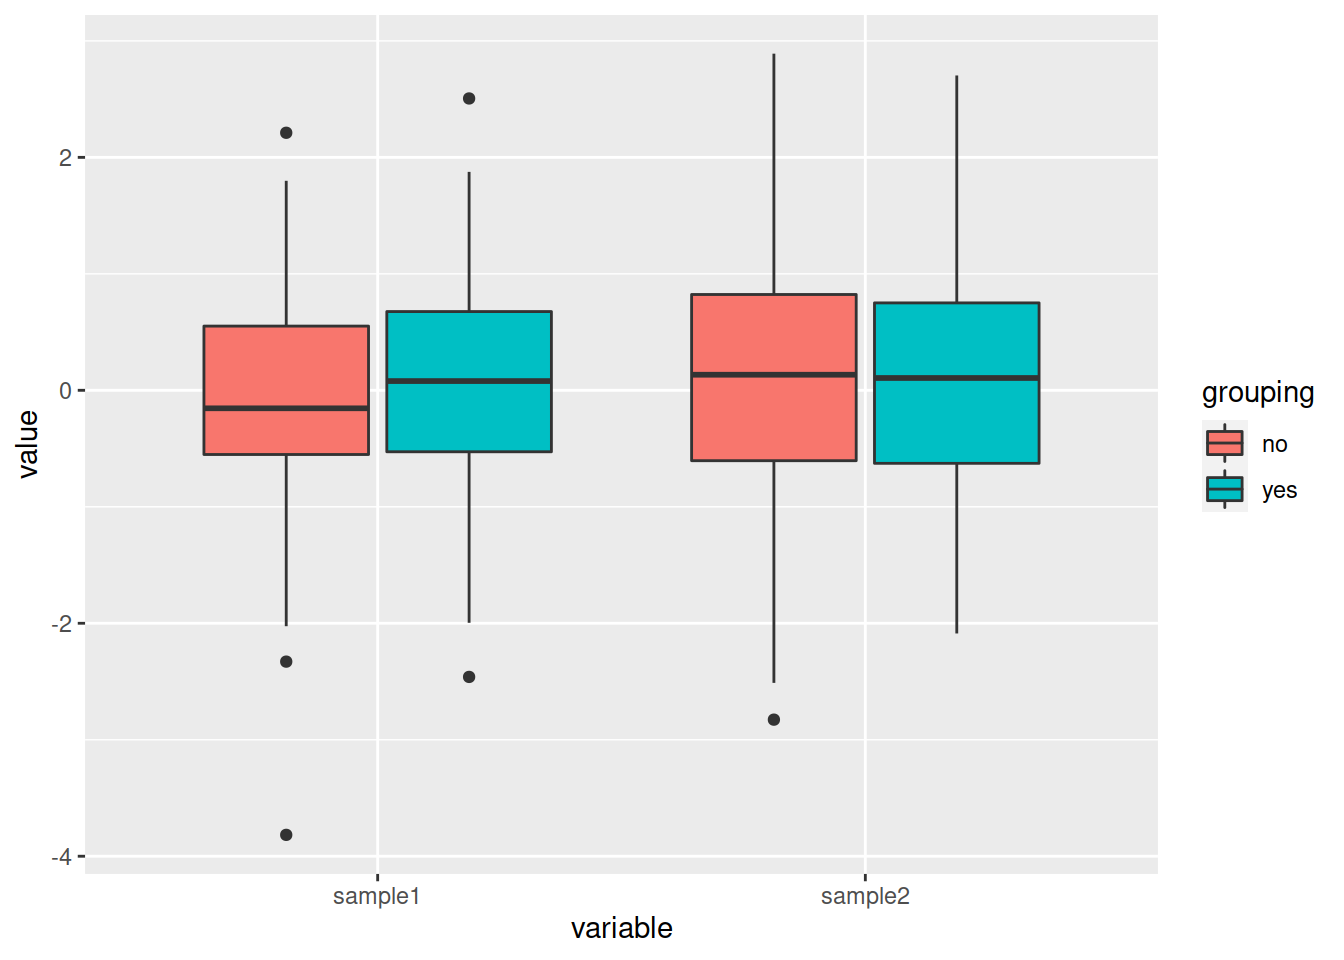 value
2
0
-2
-4
sample1
sample2
variable
grouping
no
yes